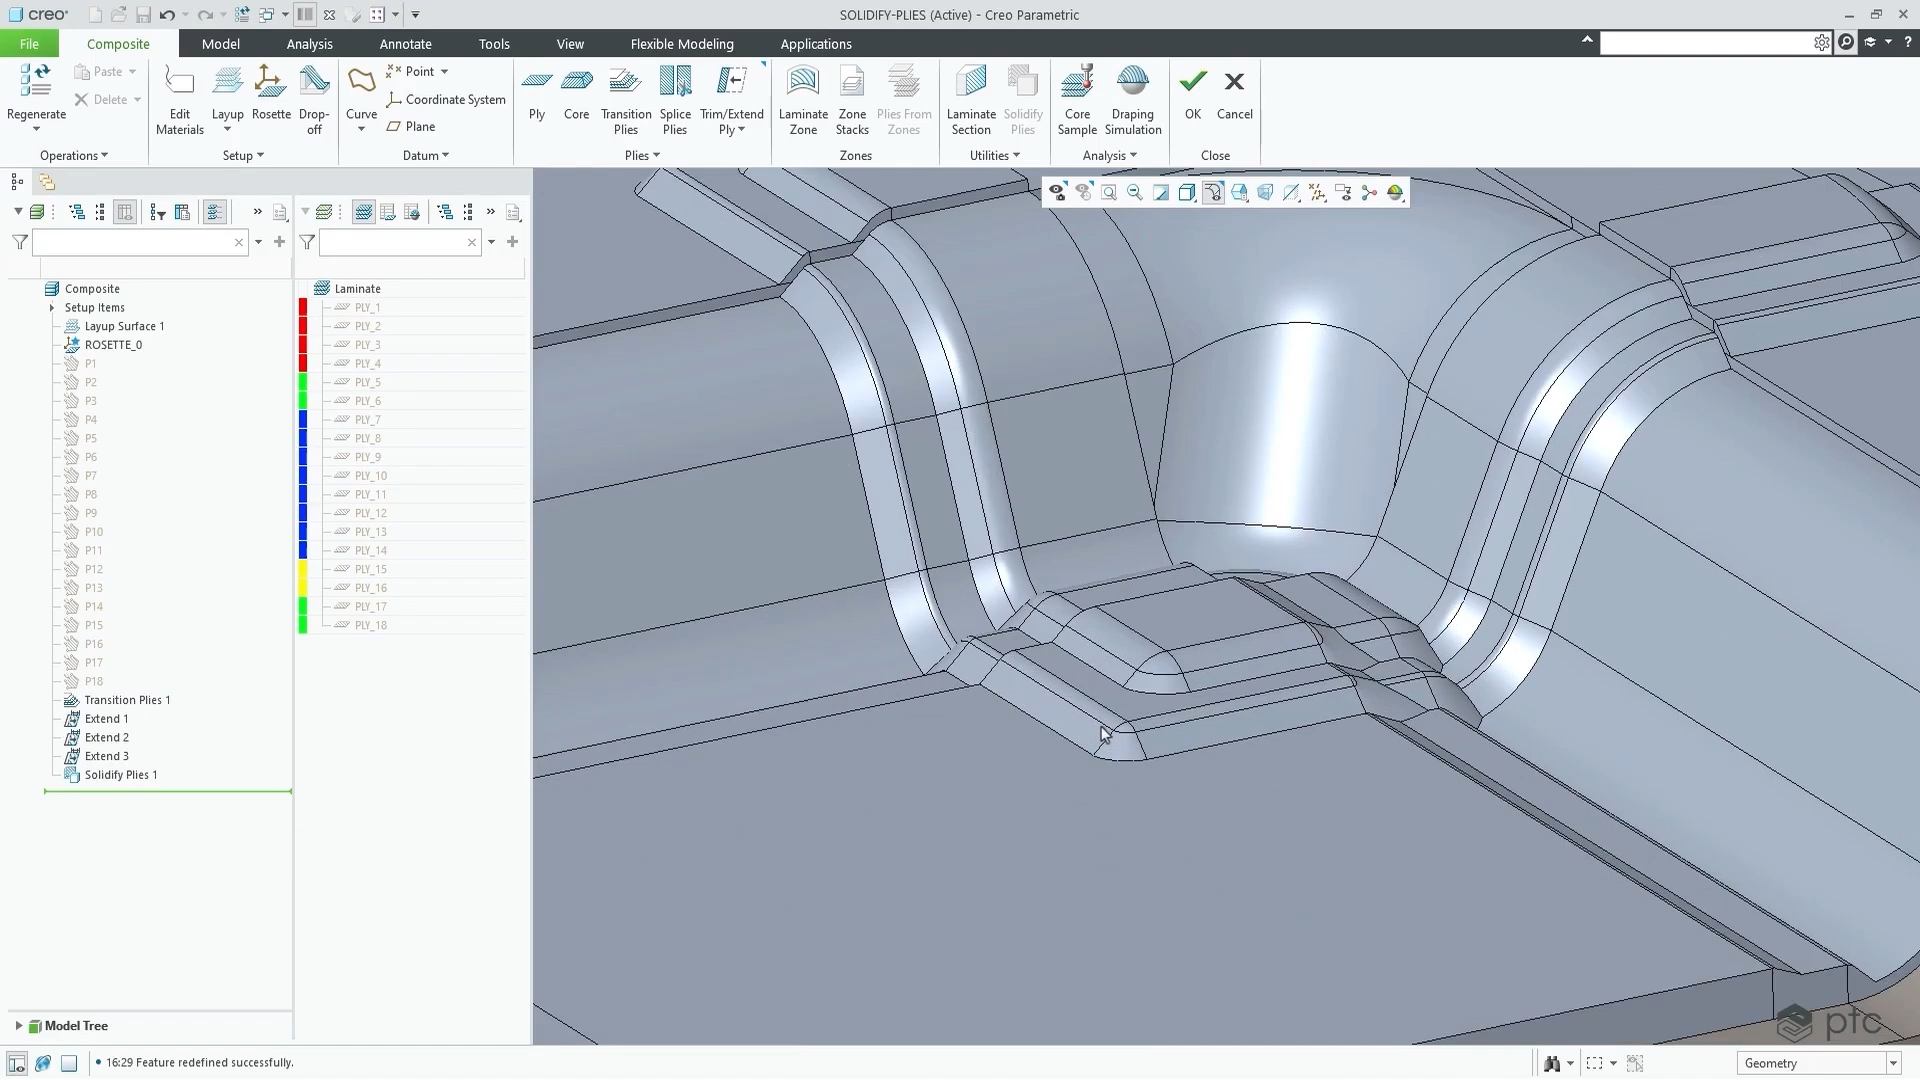 creo
SOLIDIFY-PLIES (Active) - Creo Parametric
File
Composite
Model
Analysis
Annotate
Tools
View
Flexible Modeling
Applications
Regenerate
Paste
Delete
Operations
Edit Materials
Layup
Rosette
Drop-off
Setup
Curve
Point
Coordinate System
Plane
Datum
Ply
Core
Transition Plies
Splice Plies
Trim/Extend Ply
Plies
Laminate Zone
Zone Stacks
Plies From Zones
Zones
Laminate Section
Solidify Plies
Utilities
Core Sample
Draping Simulation
Analysis
OK
Cancel
Close
Composite
Setup Items
Layup Surface 1
ROSETTE_0
P1
P2
P3
P4
P5
P6
P7
P8
P9
P10
P11
P12
P13
P14
P15
P16
P17
P18
Transition Plies 1
Extend 1
Extend 2
Extend 3
Solidify Plies 1
Model Tree
Laminate
PLY_1
PLY_2
PLY_3
PLY_4
PLY_5
PLY_6
PLY_7
PLY_8
PLY_9
PLY_10
PLY_11
PLY_12
PLY_13
PLY_14
PLY_15
PLY_16
PLY_17
PLY_18
ptc
• 16:29 Feature redefined successfully.
Geometry